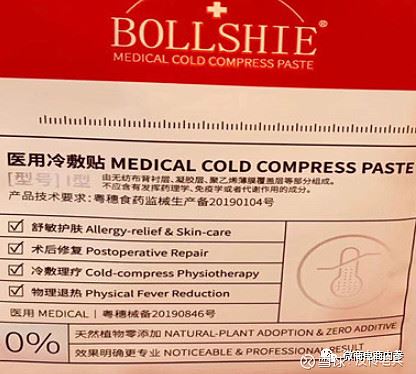 BOLLSHIE®
MEDICAL COLD COMPRESS PASTE
医用冷敷贴 MEDICAL COLD COMPRESS PASTE
[型号] I型
由无纺布背衬层、凝胶层、聚乙烯薄膜覆盖层等部分组成。
不应含有发挥药理学、免疫学或者代谢作用的成分。
产品技术要求：粤穗食药监械生产备20190104号
舒敏护肤 Allergy-relief & Skin-care
术后修复 Postoperative Repair
冷敷理疗 Cold-compress Physiotherapy
物理退热 Physical Fever Reduction
医用 MEDICAL | 粤穗械备20190846号
0%
天然植物零添加 NATURAL-PLANT ADOPTION & ZERO ADDITIVE
效果明确更专业 NOTICEABLE & PROFESSIONAL RESULT